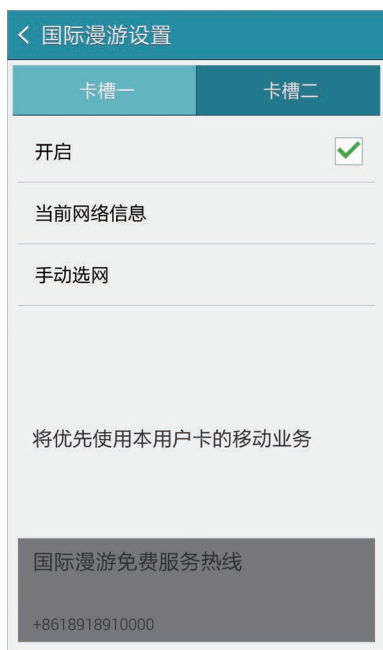 国际漫游设置
卡槽一 卡槽二
开启
当前网络信息
手动选网
将优先使用本用户卡的移动业务
国际漫游免费服务热线
+8618918910000